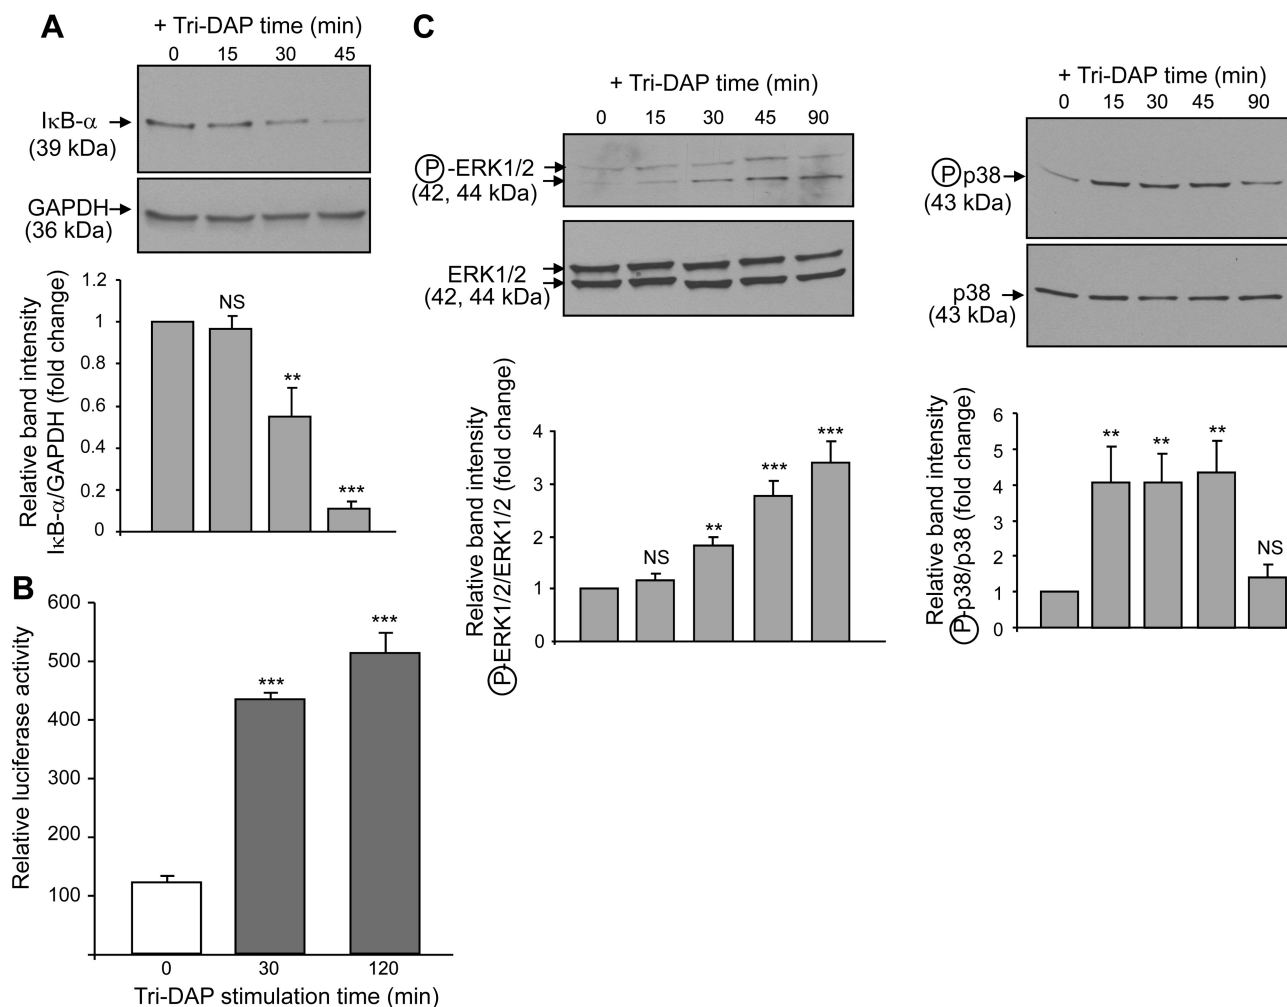 A
+ Tri-DAP time (min)
0 15 30 45
IκB-α
(39 kDa)
GAPDH
(36 kDa)
Relative band intensity
IκB-α/GAPDH (fold change)
1.2
1
0.8
0.6
0.4
0.2
0
NS
**
***
B
Relative luciferase activity
600
500
400
300
200
100
***
***
0 30 120
Tri-DAP stimulation time (min)
C
+ Tri-DAP time (min)
0 15 30 45 90
Ⓟ-ERK1/2
(42, 44 kDa)
ERK1/2
(42, 44 kDa)
Relative band intensity
Ⓟ-ERK1/2/ERK1/2 (fold change)
4
3
2
1
0
NS
**
***
***
+ Tri-DAP time (min)
0 15 30 45 90
Ⓟp38
(43 kDa)
p38
(43 kDa)
Relative band intensity
Ⓟ-p38/p38 (fold change)
6
5
4
3
2
1
0
**
**
**
NS